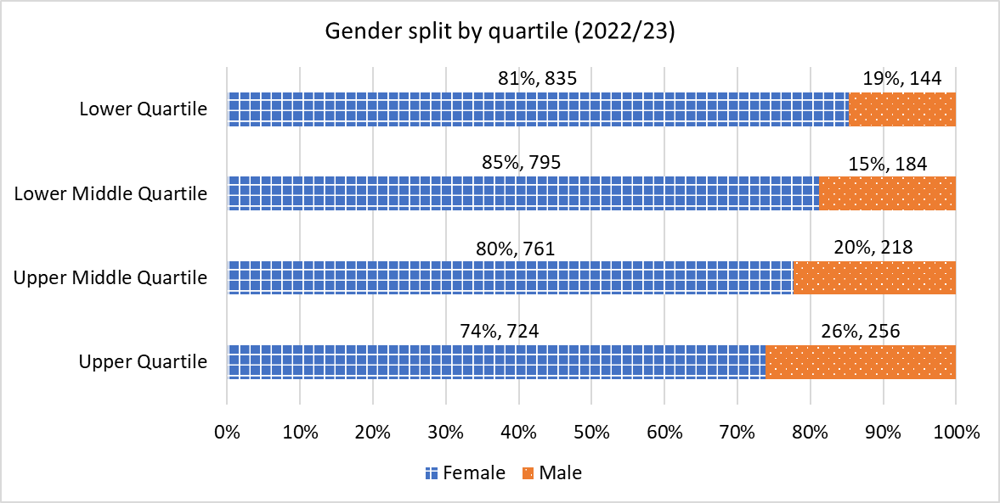 Gender split by quartile (2022/23)
81%, 835 19%, 144
Lower Quartile
85%, 795 15%, 184
Lower Middle Quartile
80%, 761 20%, 218
Upper Middle Quartile
74%, 724 26%, 256
Upper Quartile
0% 10% 20% 30% 40% 50% 60% 70% 80% 90% 100%
Female Male